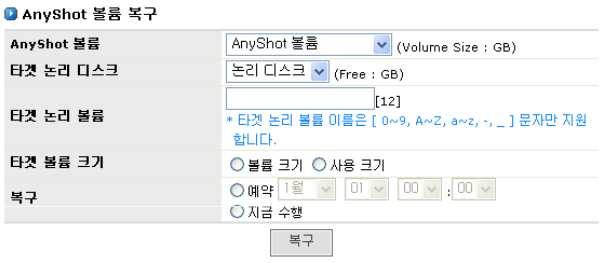 AnyShot 볼륨 복구
AnyShot 볼륨 AnyShot 볼륨 (Volume Size : GB)
타겟 논리 디스크 논리 디스크 (Free : GB)
타겟 논리 볼륨 [12]
* 타겟 논리 볼륨 이름은 [ 0~9, A~Z, a~z, -, _ ] 문자만 지원
합니다.
타겟 볼륨 크기 볼륨 크기 사용 크기
복구 예약 1월 01 00 : 00
지금 수행
복구